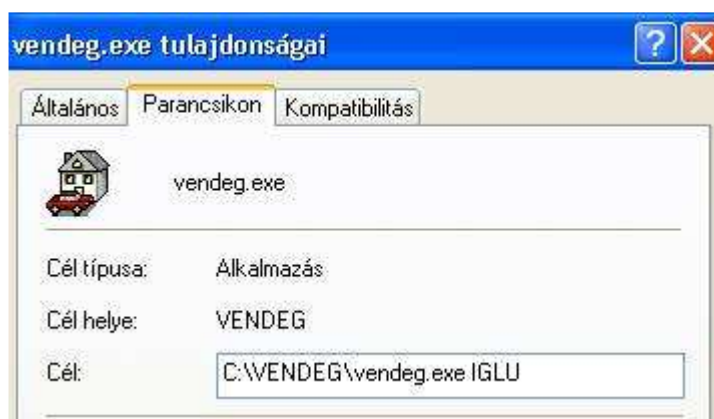 vendeg.exe tulajdonságai
Általános Parancsikon Kompatibilitás
vendeg.exe
Cél típusa: Alkalmazás
Cél helye: VENDEG
Cél: C:\VENDEG\vendeg.exe IGLU